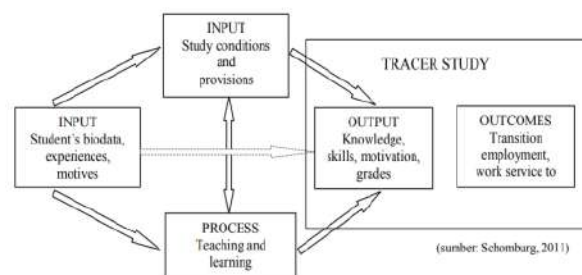 INPUT
Study conditions
and
provisions
TRACER STUDY
INPUT
Student's biodata,
experiences,
motives
OUTPUT
Knowledge,
skills, motivation,
grades
OUTCOMES
Transition
employment,
work service to
PROCESS
Teaching and
learning
(sumber: Schomburg, 2011)